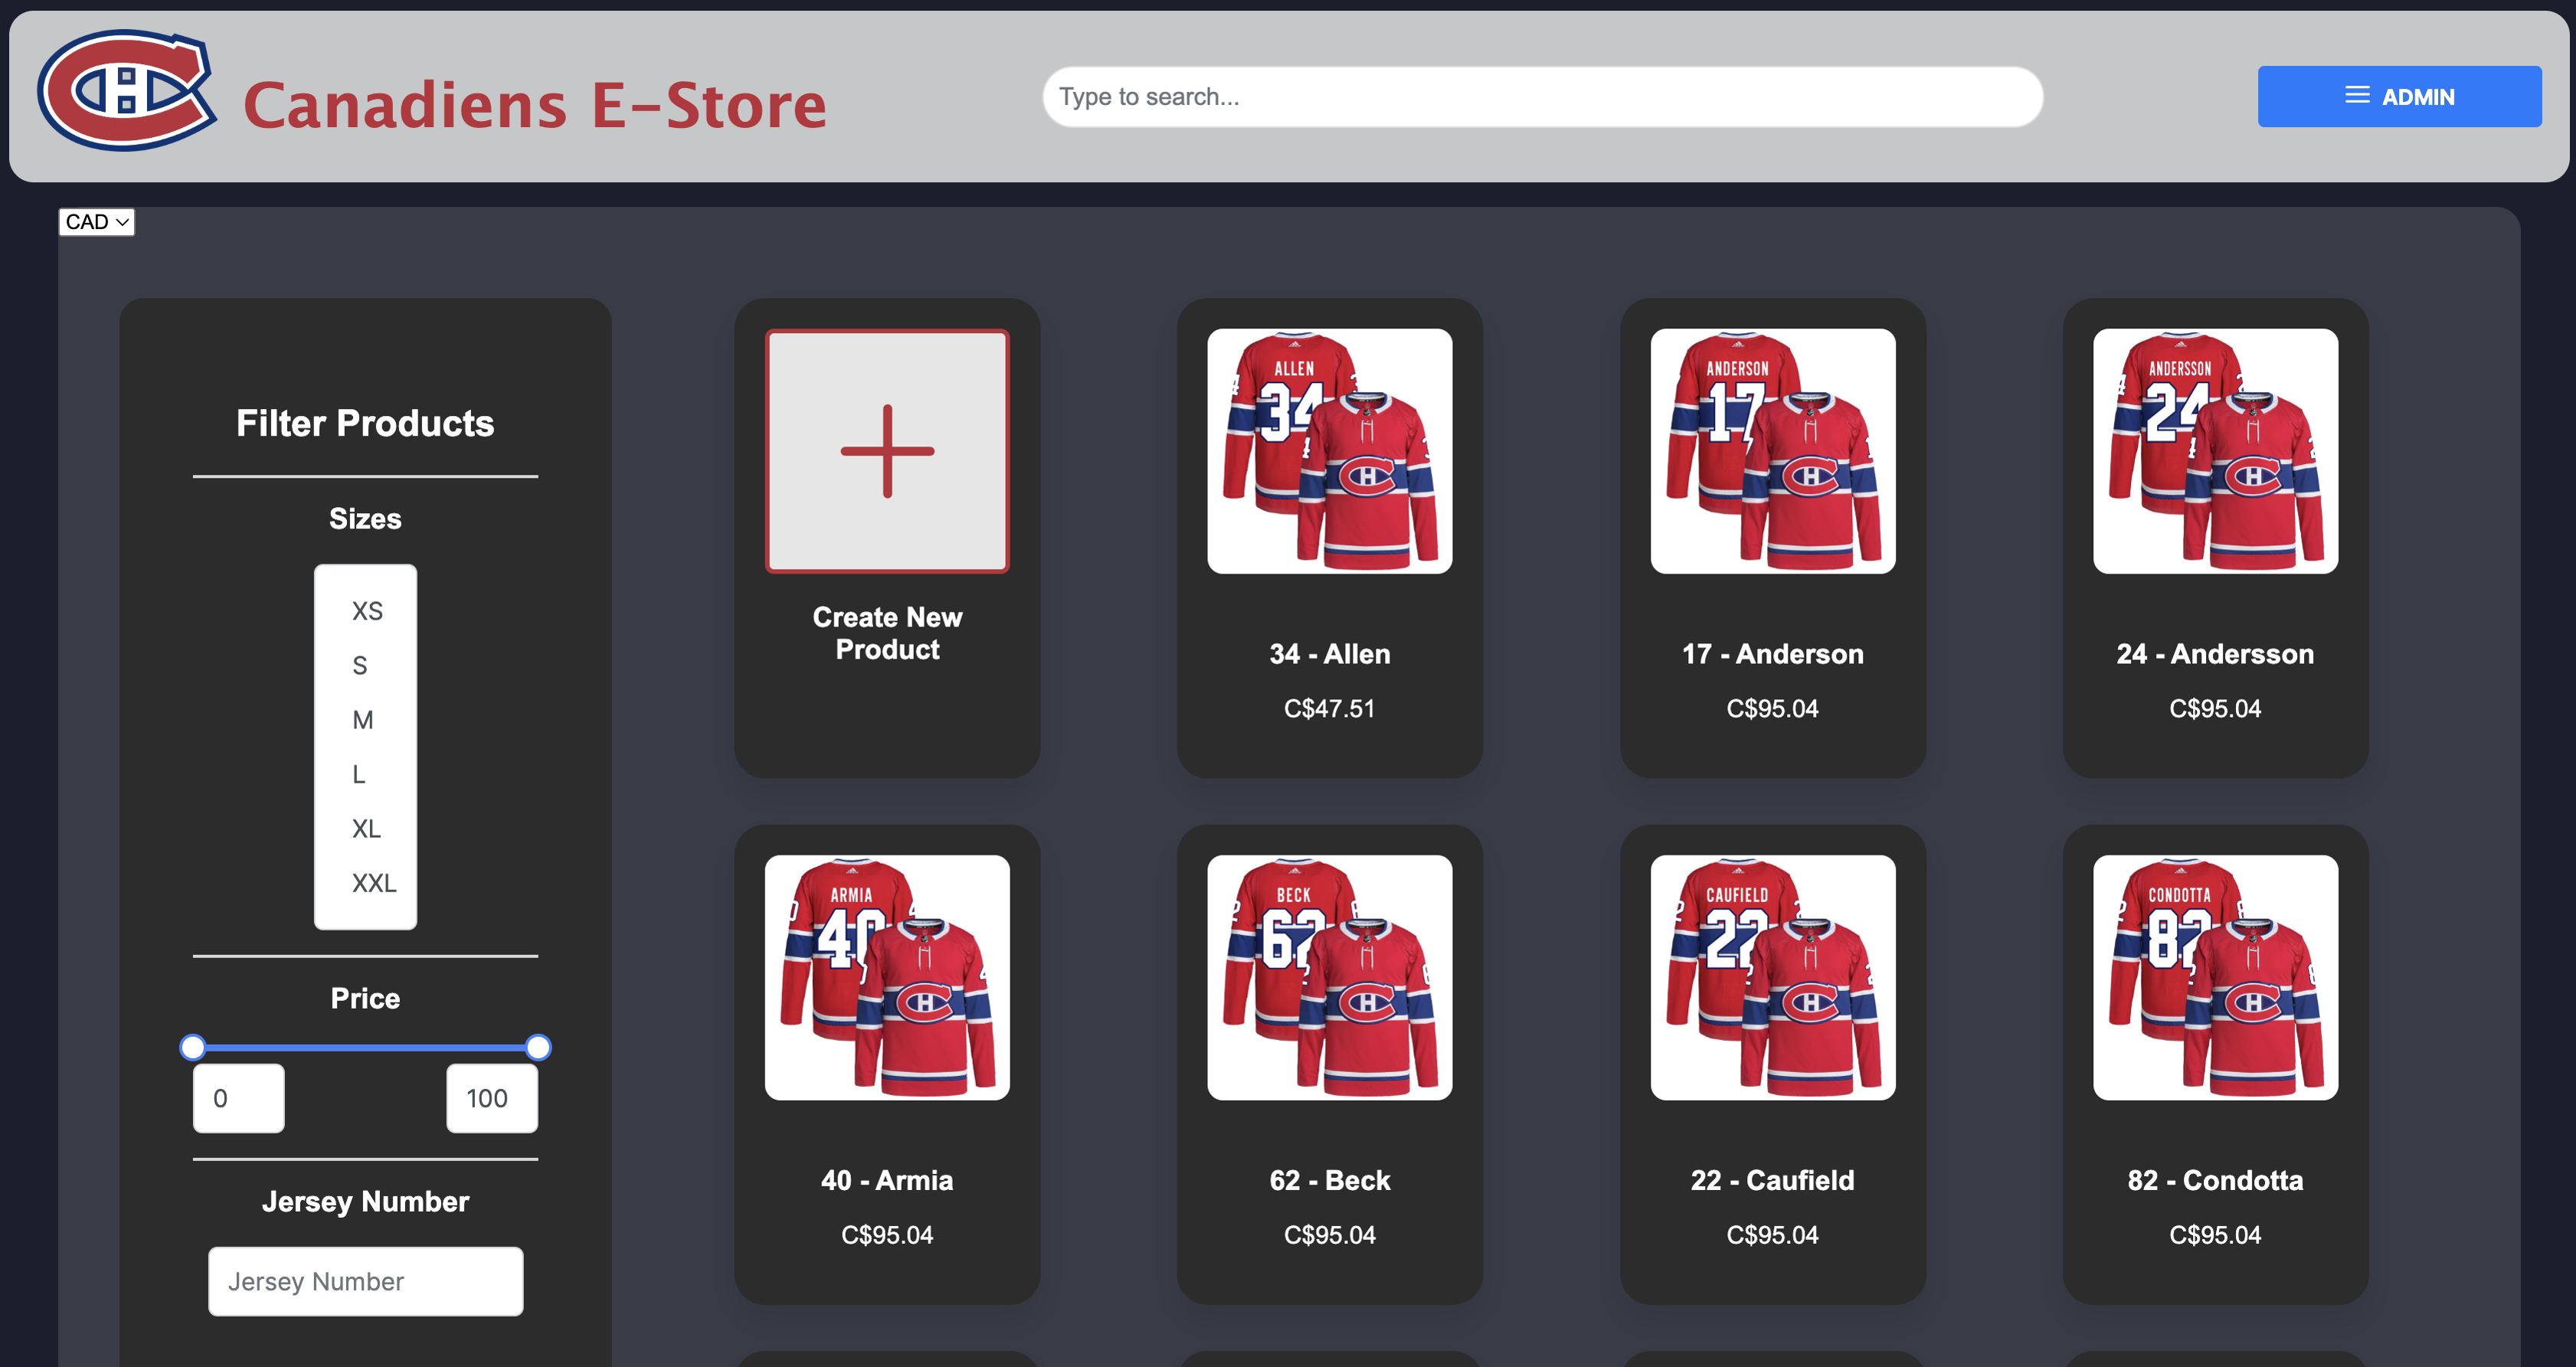 Canadiens E-Store
Type to search...
ADMIN
CAD
Filter Products
Sizes
XS
S
M
L
XL
XXL
Price
0
100
Jersey Number
Jersey Number
Create New
Product
ALLEN
34
34 - Allen
C$47.51
ANDERSON
17
17 - Anderson
C$95.04
ANDERSSON
24
24 - Andersson
C$95.04
ARMIA
40
40 - Armia
C$95.04
BECK
62
62 - Beck
C$95.04
CAUFIELD
22
22 - Caufield
C$95.04
CONDOTTA
82
82 - Condotta
C$95.04